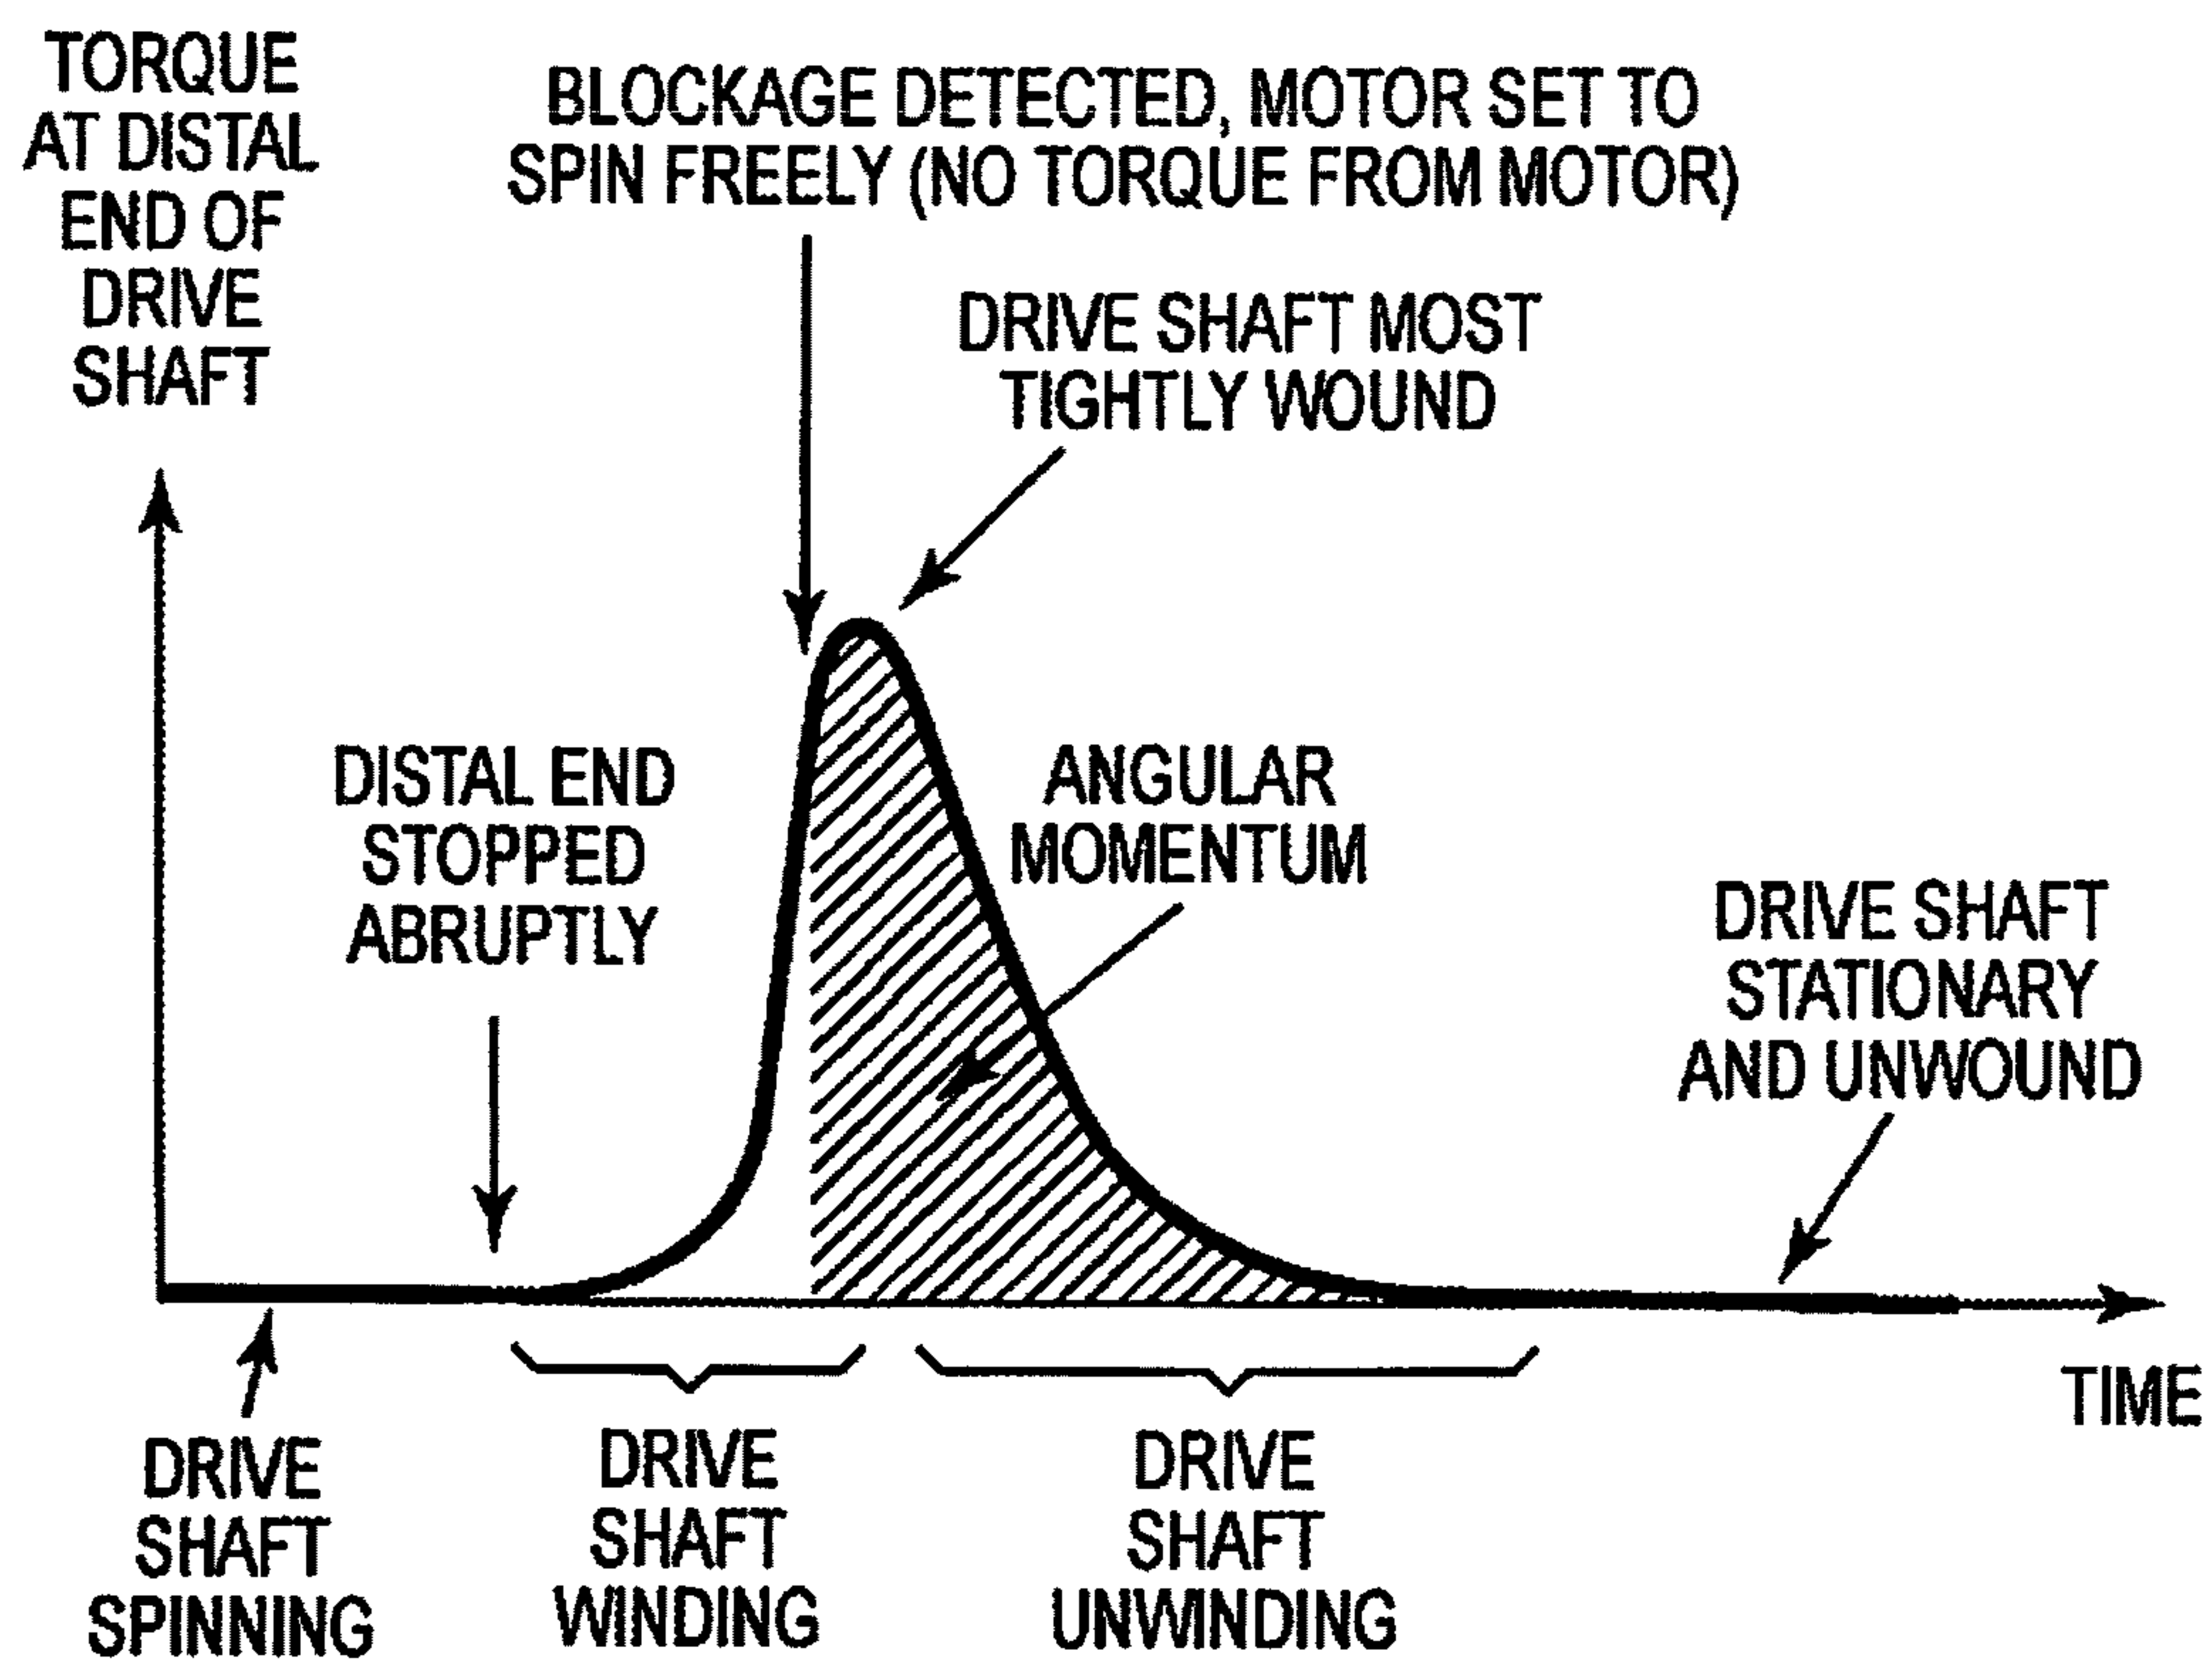 TORQUE
AT DISTAL
END OF
DRIVE
SHAFT
BLOCKAGE DETECTED, MOTOR SET TO
SPIN FREELY (NO TORQUE FROM MOTOR)
DRIVE SHAFT MOST
TIGHTLY WOUND
DISTAL END
STOPPED
ABRUPTLY
ANGULAR
MOMENTUM
DRIVE SHAFT
STATIONARY
AND UNWOUND
TIME
DRIVE
SHAFT
SPINNING
DRIVE
SHAFT
WINDING
DRIVE
SHAFT
UNWINDING